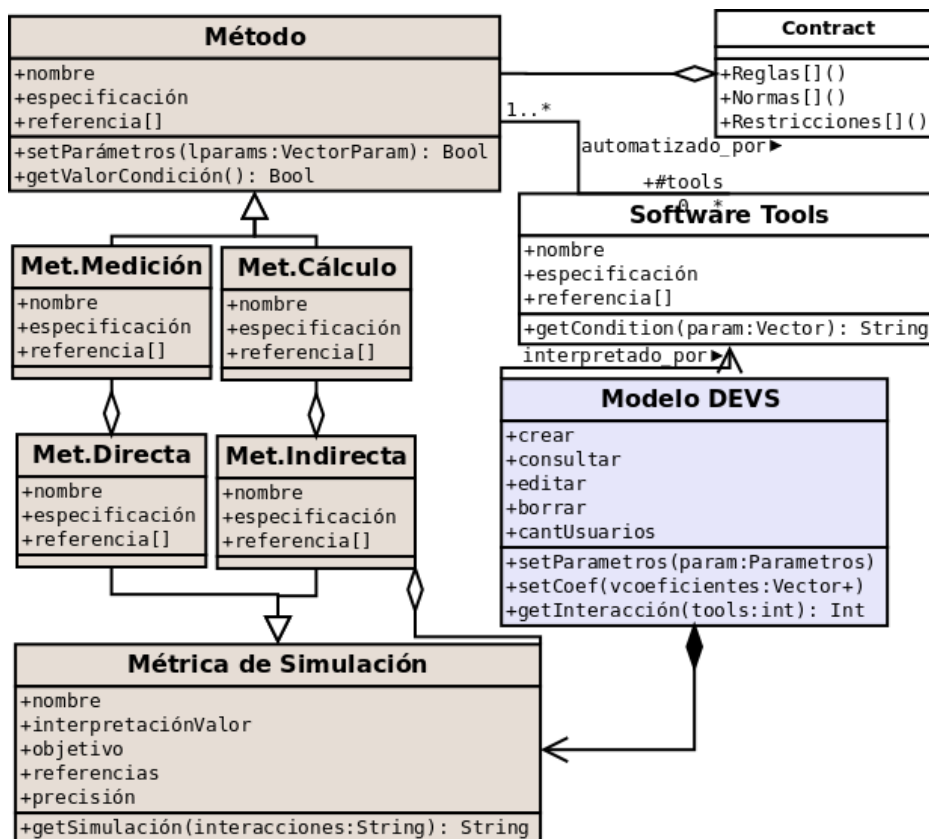 Método
+nombre
+especificación
+referencia[]
+setParámetros(lparams:VectorParam): Bool
+getValorCondición(): Bool
Contract
+Reglas[]()
+Normas[]()
+Restricciones[]()
1..*
automatizado_por▶
+#tools
0..*
Software Tools
+nombre
+especificación
+referencia[]
+getCondition(param:Vector): String
interpretado_por▶
Met.Medición
+nombre
+especificación
+referencia[]
Met.Cálculo
+nombre
+especificación
+referencia[]
Met.Directa
+nombre
+especificación
+referencia[]
Met.Indirecta
+nombre
+especificación
+referencia[]
Modelo DEVS
+crear
+consultar
+editar
+borrar
+cantUsuarios
+setParametros(param:Parametros)
+setCoef(vcoeficientes:Vector+)
+getInteracción(tools:int): Int
Métrica de Simulación
+nombre
+interpretaciónValor
+objetivo
+referencias
+precisión
+getSimulación(interacciones:String): String